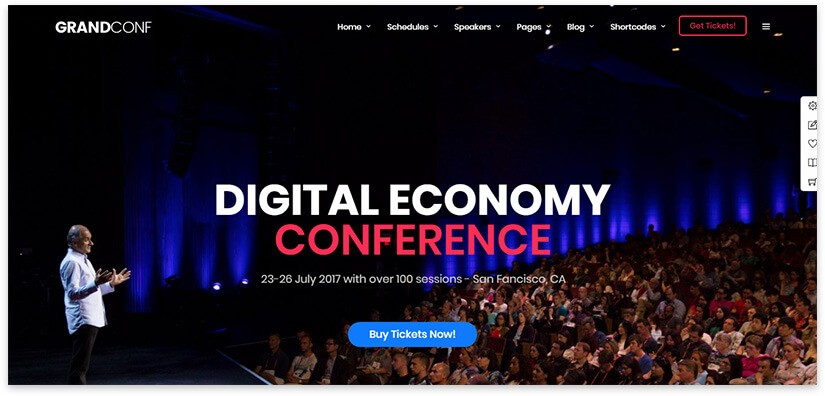 GRANDCONF
Home Schedules Speakers Pages Blog Shortcodes Get Tickets!
DIGITAL ECONOMY
CONFERENCE
23-26 July 2017 with over 100 sessions - San Fancisco, CA
Buy Tickets Now!